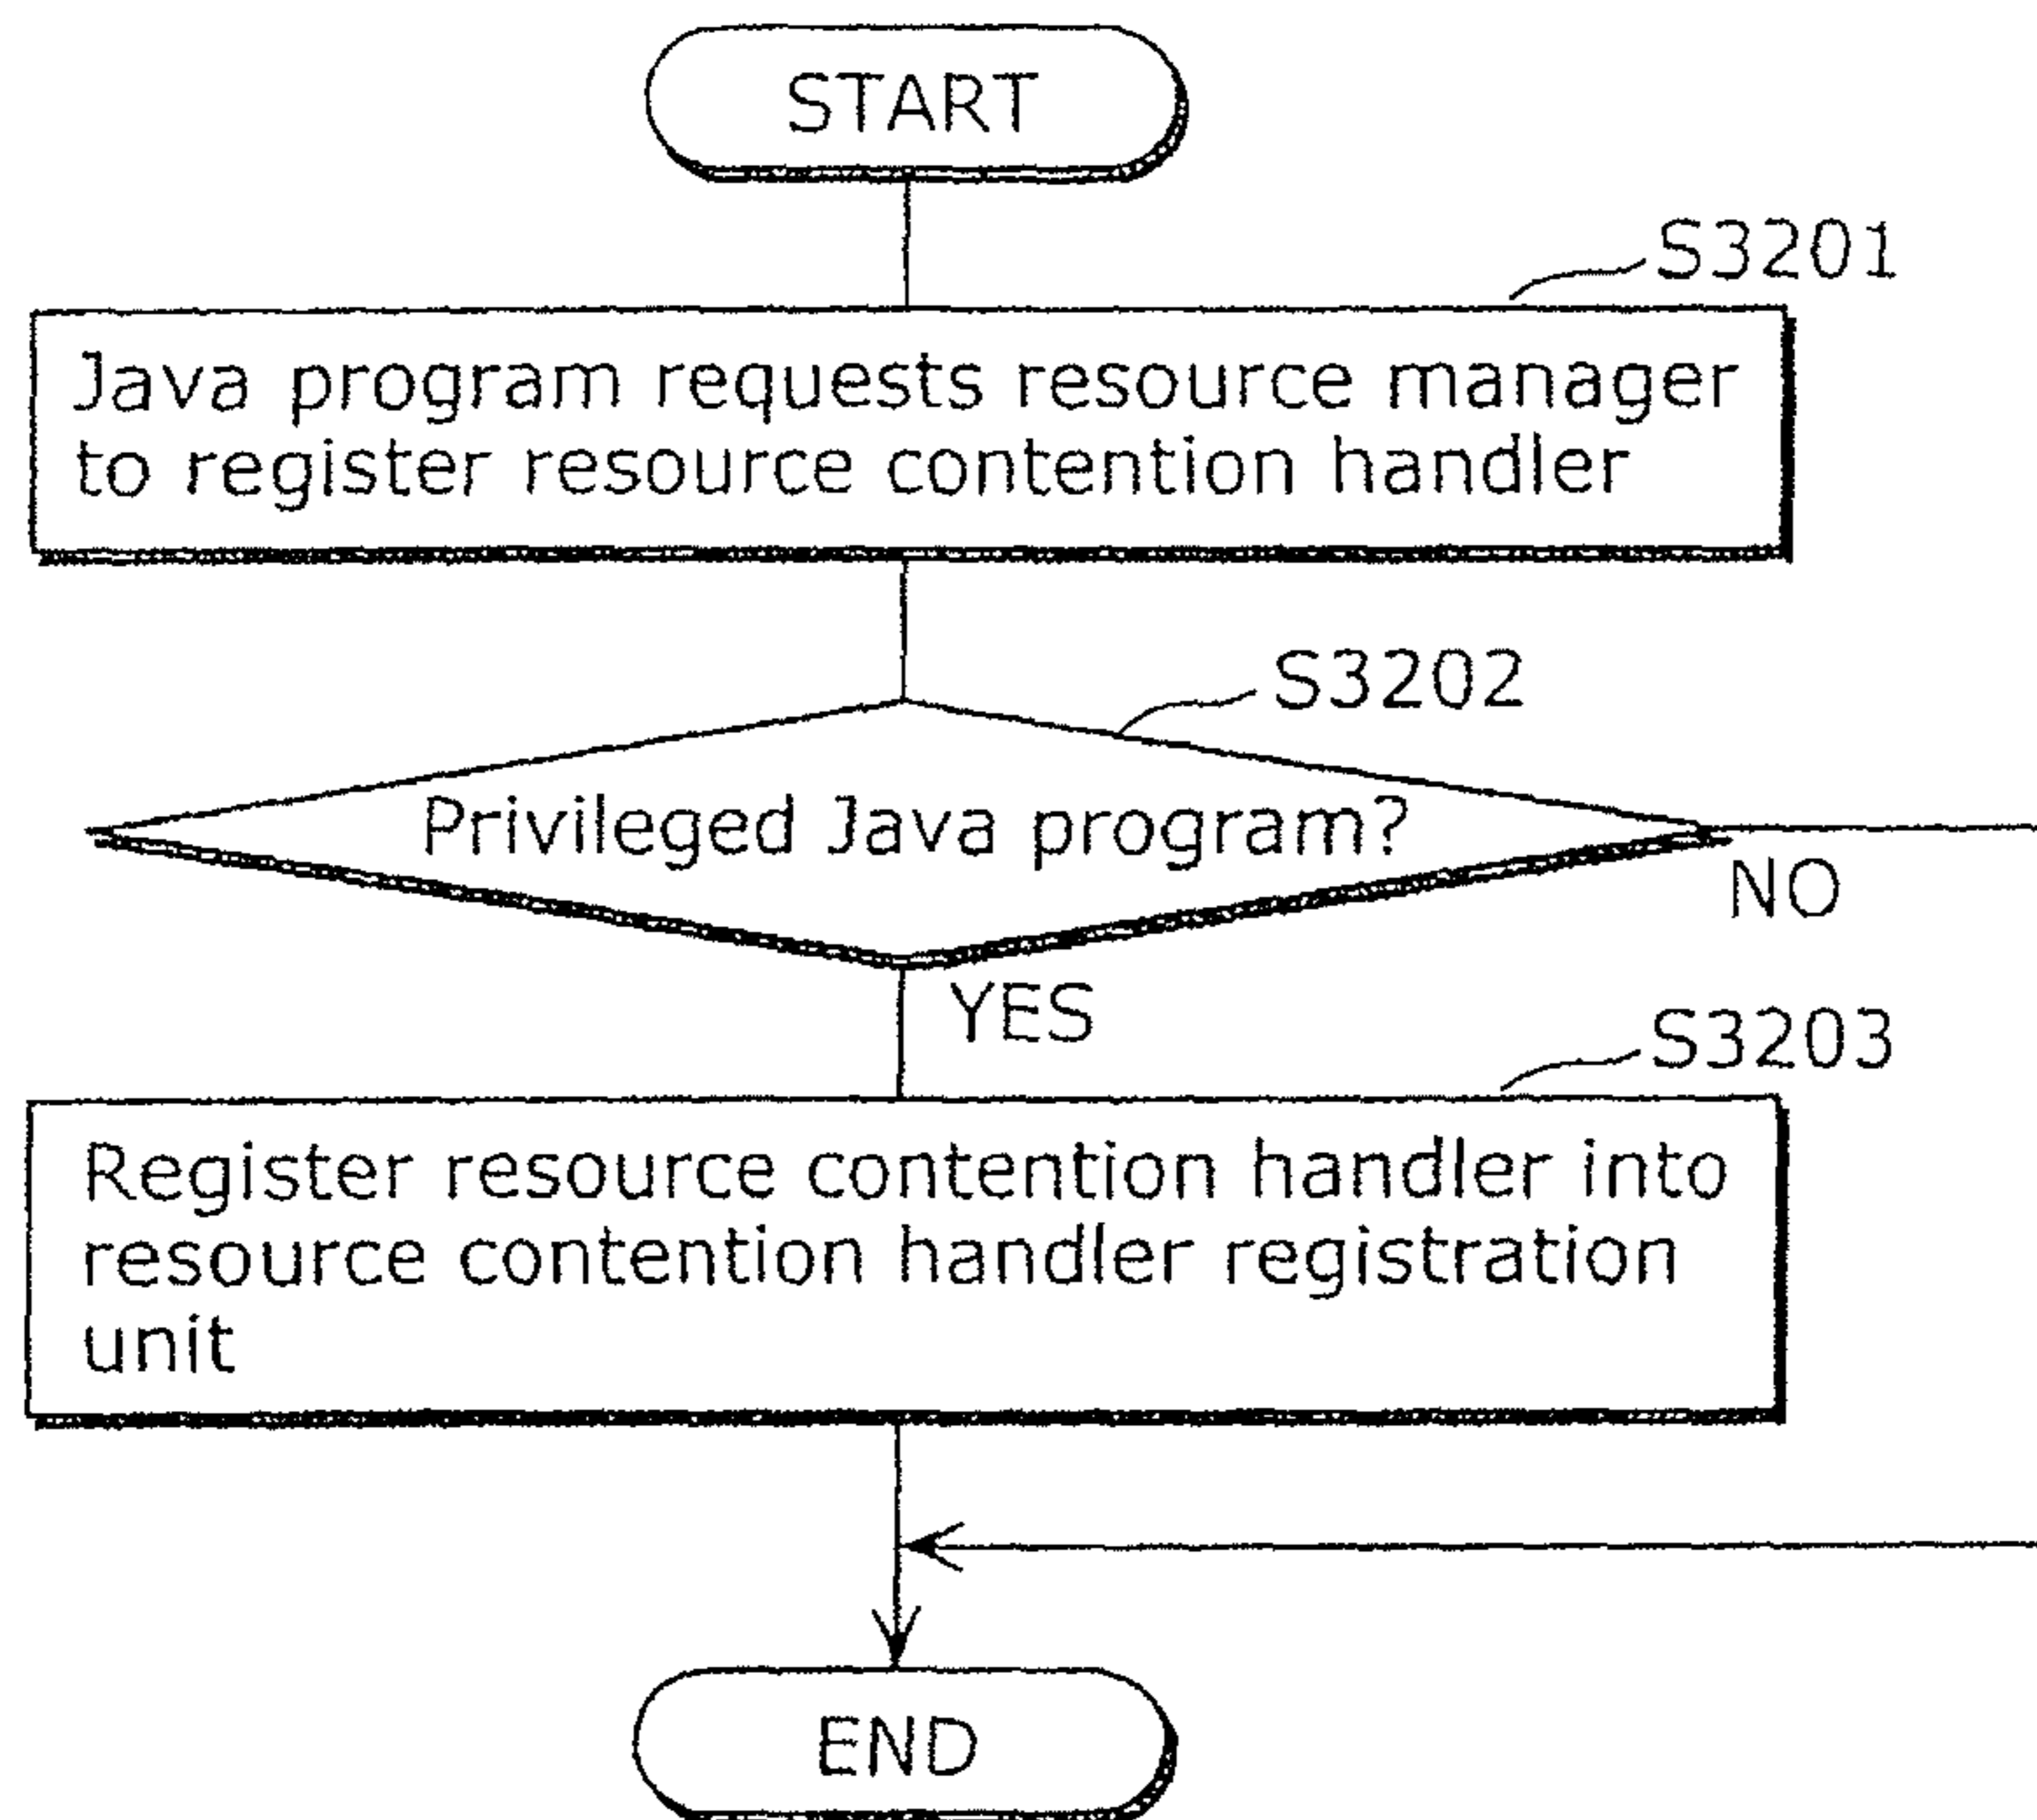 START
S3201
Java program requests resource manager
to register resource contention handler
S3202
Privileged Java program?
NO
YES
S3203
Register resource contention handler into
resource contention handler registration
unit
END